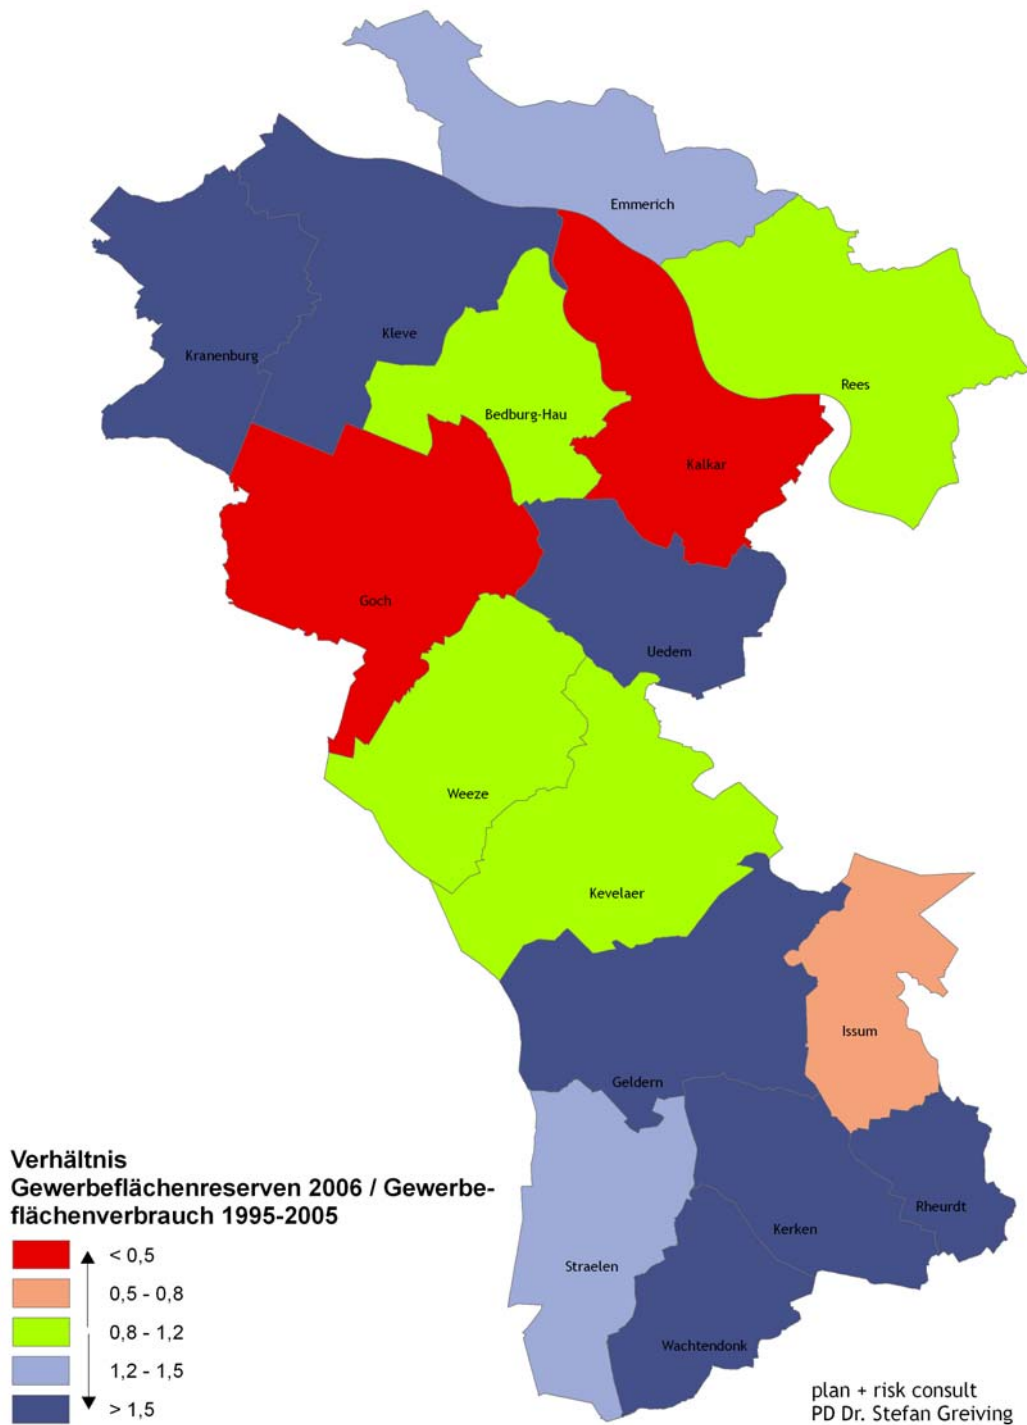 Emmerich
Kleve
Kranenburg
Rees
Bedburg-Hau
Kalkar
Goch
Uedem
Weeze
Kevelaer
Issum
Geldern
Rheurdt
Kerken
Straelen
Wachtendonk
Verhältnis
Gewerbeflächenreserven 2006 / Gewerbe-
flächenverbrauch 1995-2005
< 0,5
0,5 - 0,8
0,8 - 1,2
1,2 - 1,5
> 1,5
plan + risk consult
PD Dr. Stefan Greiving